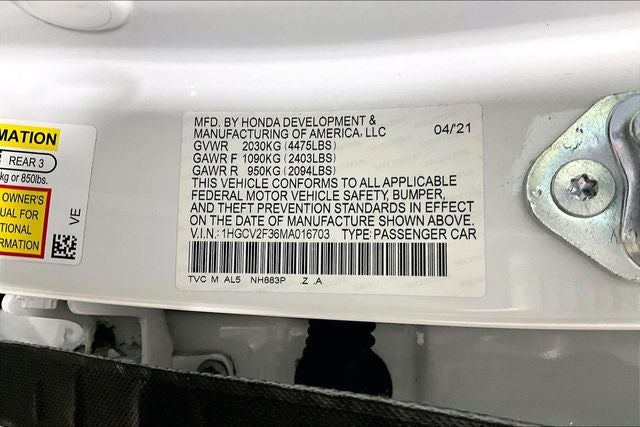 MATION
REAR 3
kg or 850lbs.
OWNER'S
UAL FOR
TIONAL
RMATION
VE
MFD. BY HONDA DEVELOPMENT &
MANUFACTURING OF AMERICA, LLC 04/'21
GVWR 2030KG (4475LBS)
GAWR F 1090KG (2403LBS)
GAWR R 950KG (2094LBS)
THIS VEHICLE CONFORMS TO ALL APPLICABLE
FEDERAL MOTOR VEHICLE SAFETY, BUMPER,
AND THEFT PREVENTION STANDARDS IN EFFECT
ON THE DATE OF MANUFACTURE SHOWN ABOVE.
V.I.N.: 1HGCV2F36MA016703 TYPE: PASSENGER CAR
TVC M AL5 NH883P .Z .A